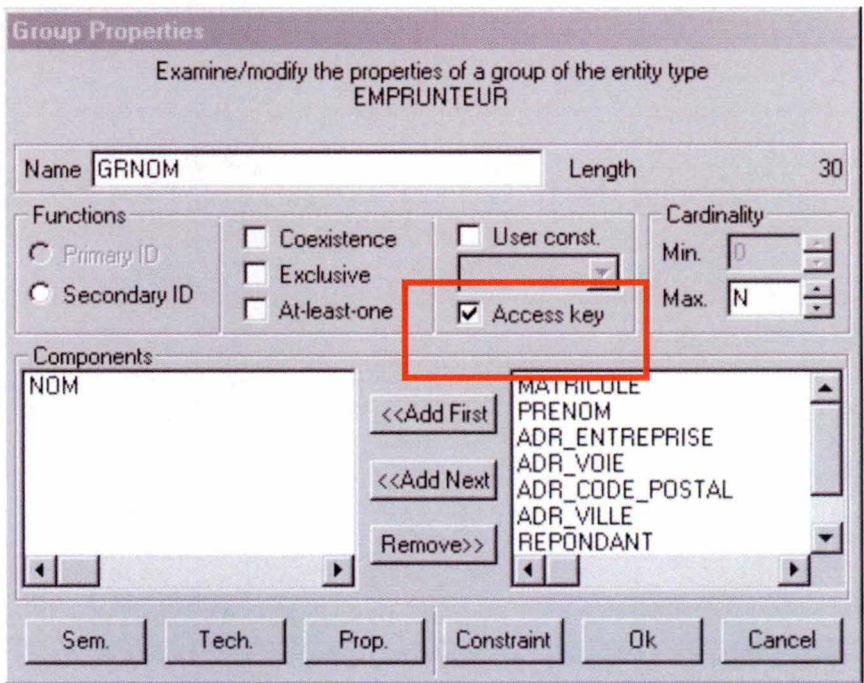 Group Properties
Examine/modify the properties of a group of the entity type
EMPRUNTEUR
Name GRNOM Length 30
Functions
Primary ID
Secondary ID
Coexistence
Exclusive
At-least-one
User const.
Access key
Cardinality
Min. 0
Max. N
Components
NOM
<<Add First
<<Add Next
Remove>>
MATRICULE
PRENOM
ADR_ENTREPRISE
ADR_VOIE
ADR_CODE_POSTAL
ADR_VILLE
REPONDANT
Sem. Tech. Prop. Constraint Ok Cancel